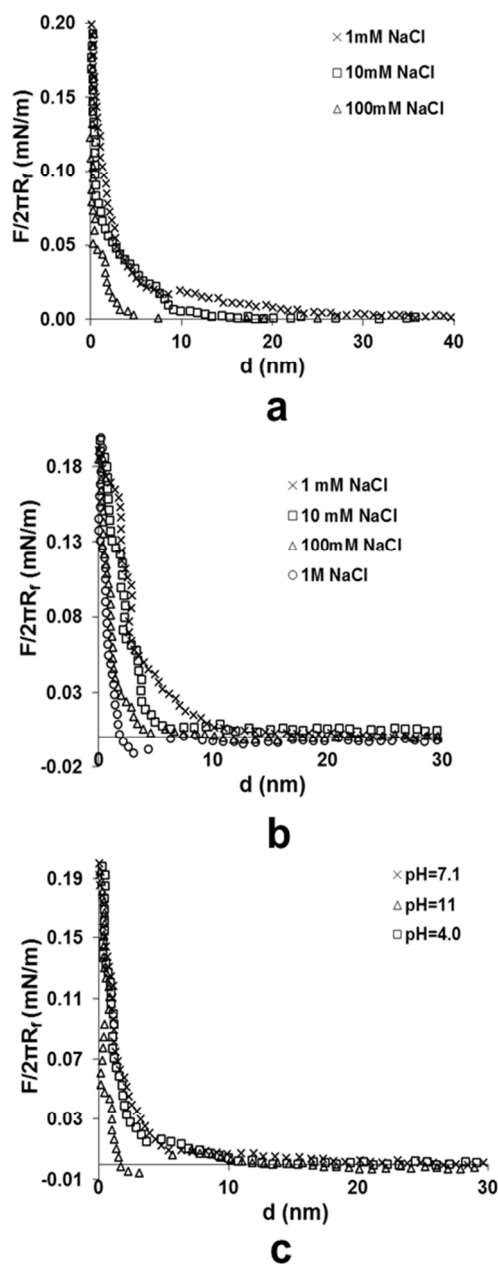 0.20
0.15
0.10
0.05
0.00
F/2πRf (mN/m)
× 1mM NaCl
□ 10mM NaCl
△ 100mM NaCl
0 10 20 30 40
d (nm)
a
0.18
0.13
0.08
0.03
-0.02
F/2πRf (mN/m)
× 1 mM NaCl
□ 10 mM NaCl
△ 100mM NaCl
○ 1M NaCl
0 10 20 30
d (nm)
b
0.19
0.15
0.11
0.07
0.03
-0.01
F/2πRf (mN/m)
× pH=7.1
△ pH=11
□ pH=4.0
0 10 20 30
d (nm)
c